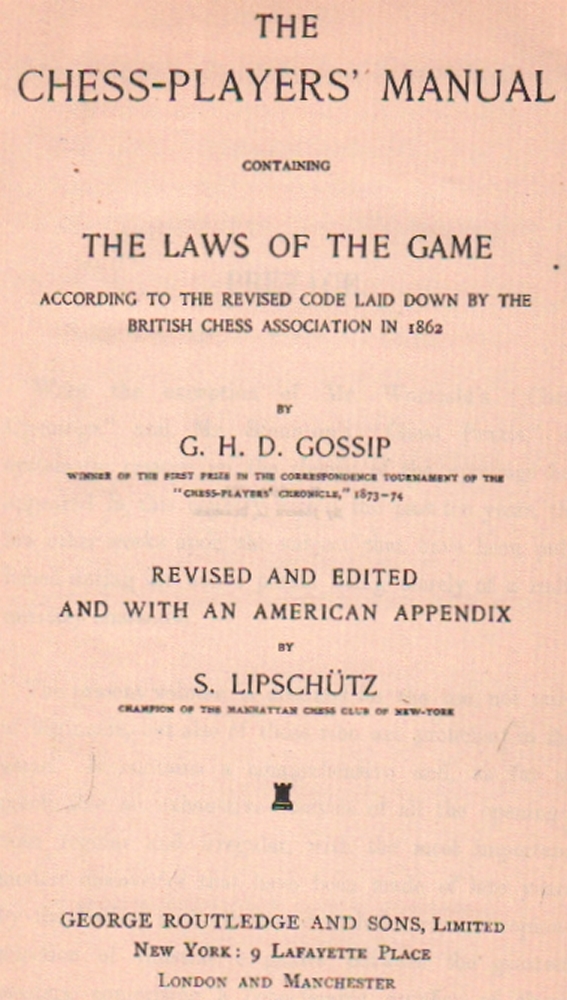 THE
CHESS-PLAYERS' MANUAL
CONTAINING
THE LAWS OF THE GAME
ACCORDING TO THE REVISED CODE LAID DOWN BY THE
BRITISH CHESS ASSOCIATION IN 1862
BY
G. H. D. GOSSIP
WINNER OF THE FIRST PRIZE IN THE CORRESPONDENCE TOURNAMENT OF THE
"CHESS-PLAYERS' CHRONICLE," 1873-74
REVISED AND EDITED
AND WITH AN AMERICAN APPENDIX
BY
S. LIPSCHÜTZ
CHAMPION OF THE MANHATTAN CHESS CLUB OF NEW-YORK
GEORGE ROUTLEDGE AND SONS, LIMITED
NEW YORK: 9 LAFAYETTE PLACE
LONDON AND MANCHESTER